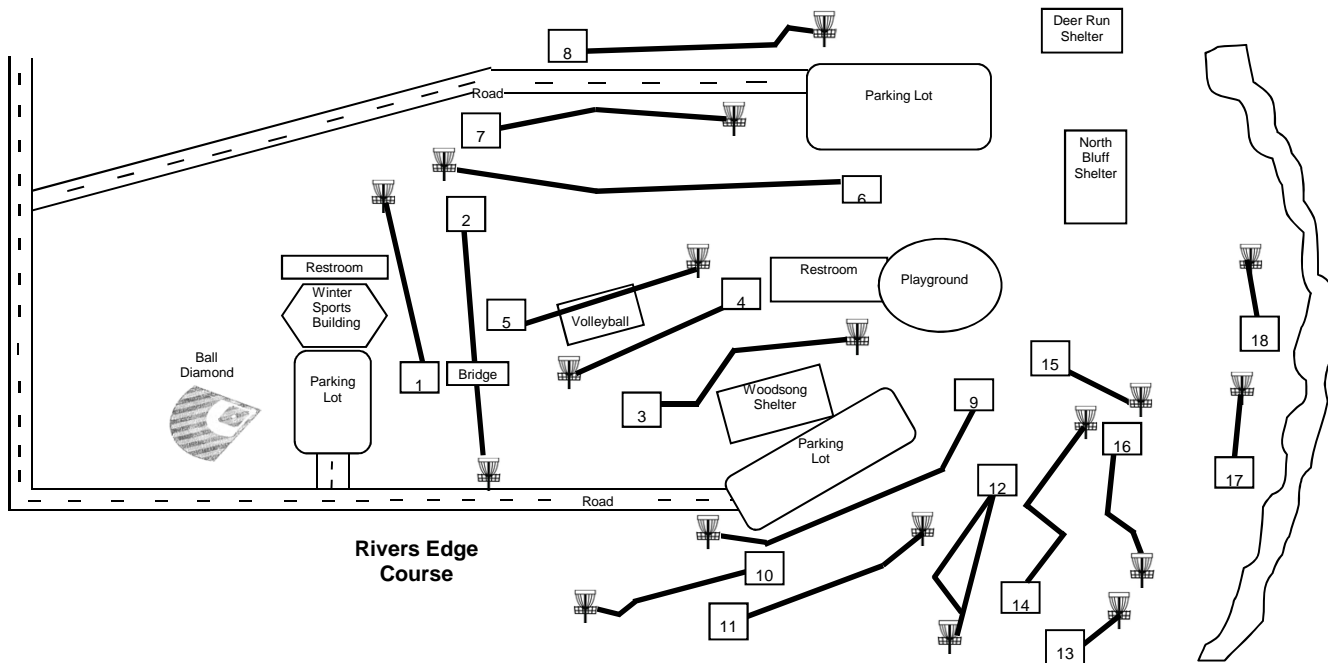 Deer Run
Shelter
8
Road
Parking Lot
7
North
Bluff
Shelter
6
2
Restroom
Restroom
Playground
Winter
Sports
Building
4
5
Volleyball
18
Ball
Diamond
Parking
Lot
1
Bridge
15
3
Woodsong
Shelter
9
Parking
Lot
16
17
12
Road
Rivers Edge
Course
10
14
11
13